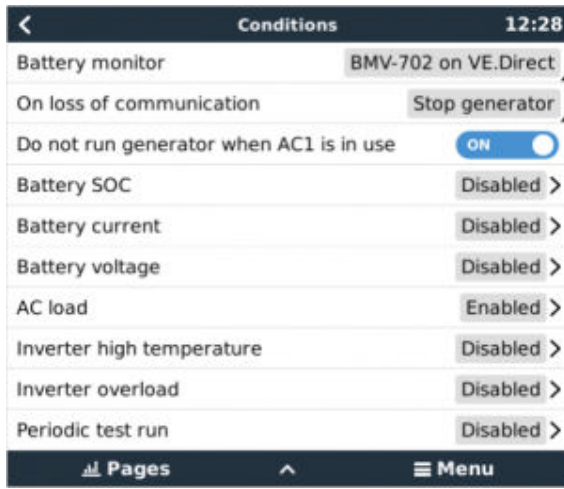 Conditions 12:28
Battery monitor BMV-702 on VE.Direct
On loss of communication Stop generator
Do not run generator when AC1 is in use ON
Battery SOC Disabled
Battery current Disabled
Battery voltage Disabled
AC load Enabled
Inverter high temperature Disabled
Inverter overload Disabled
Periodic test run Disabled
Pages Menu